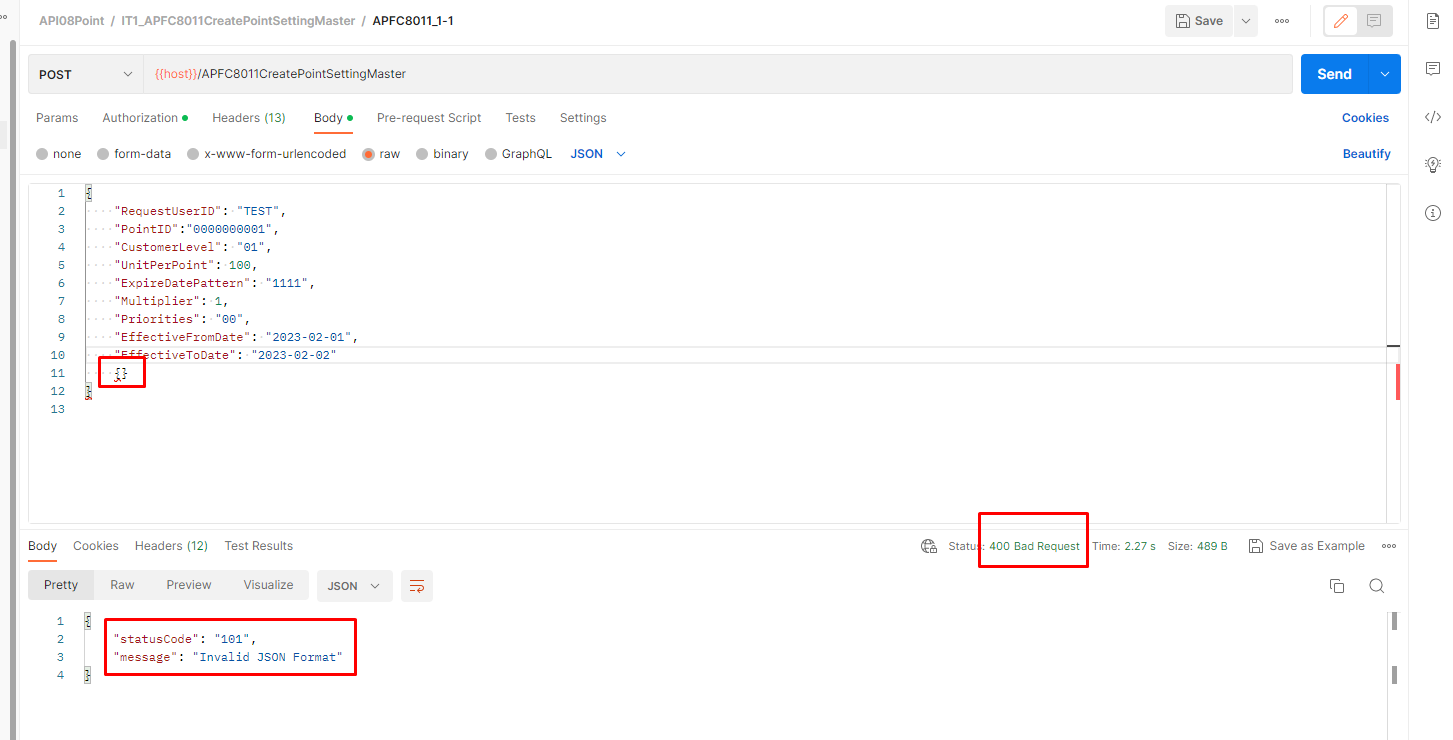 API08Point / IT1_APFC8011CreatePointSettingMaster / APFC8011_1-1
Save
POST
{{host}}/APFC8011CreatePointSettingMaster
Send
Params Authorization Headers (13) Body Pre-request Script Tests Settings
Cookies
none form-data x-www-form-urlencoded raw binary GraphQL JSON
Beautify
1 {
2 "RequestUserID": "TEST",
3 "PointID":"0000000001",
4 "CustomerLevel": "01",
5 "UnitPerPoint": 100,
6 "ExpireDatePattern": "1111",
7 "Multiplier": 1,
8 "Priorities": "00",
9 "EffectiveFromDate": "2023-02-01",
10 "EffectiveToDate": "2023-02-02"
11 {}
12 }
13
Body Cookies Headers (12) Test Results
Status: 400 Bad Request Time: 2.27 s Size: 489 B Save as Example
Pretty Raw Preview Visualize JSON
1 {
2 "statusCode": "101",
3 "message": "Invalid JSON Format"
4 }